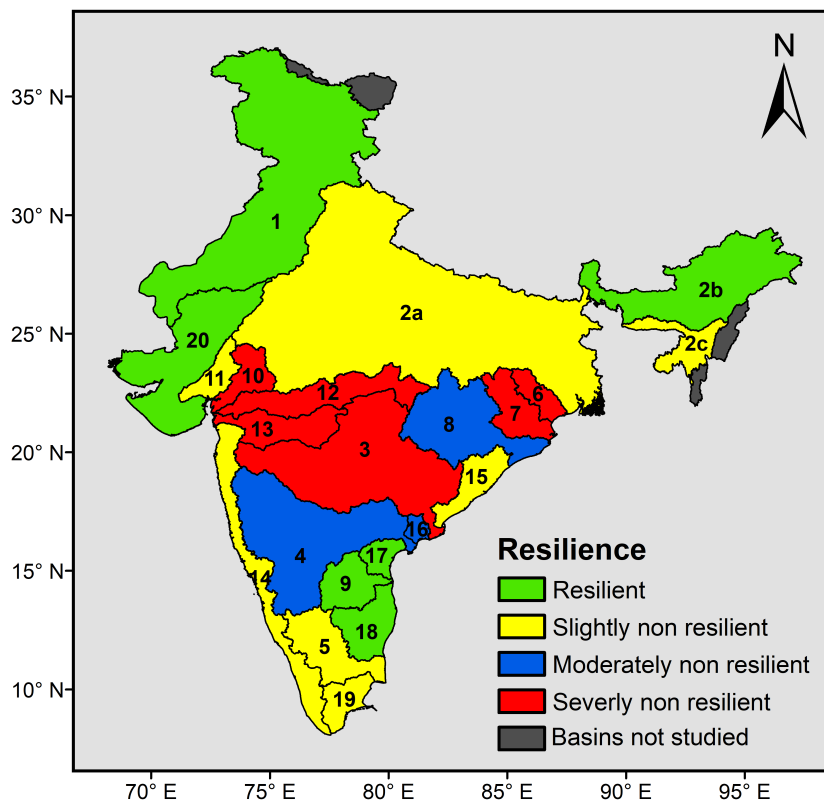 N
35° N
30° N
25° N
20° N
15° N
10° N
1
2a
2b
2c
20
11
10
12
6
7
8
13
3
15
16
4
17
14
9
18
5
19
Resilience
Resilient
Slightly non resilient
Moderately non resilient
Severly non resilient
Basins not studied
70° E
75° E
80° E
85° E
90° E
95° E